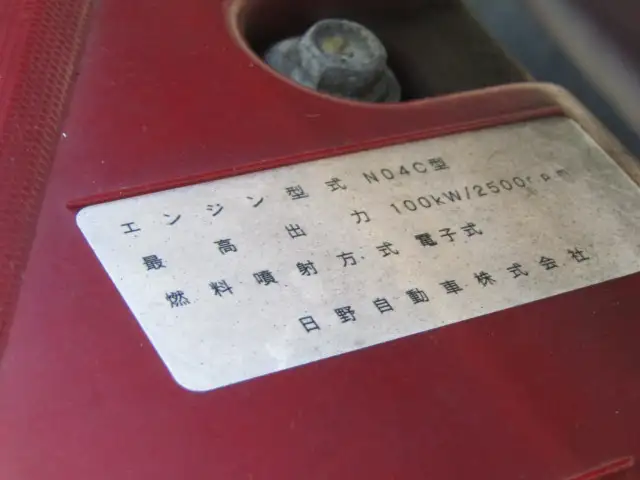 エンジン型式 N04C型
最高出力 100kW/2500rpm
燃料噴射方式 電子式
日野自動車株式会社